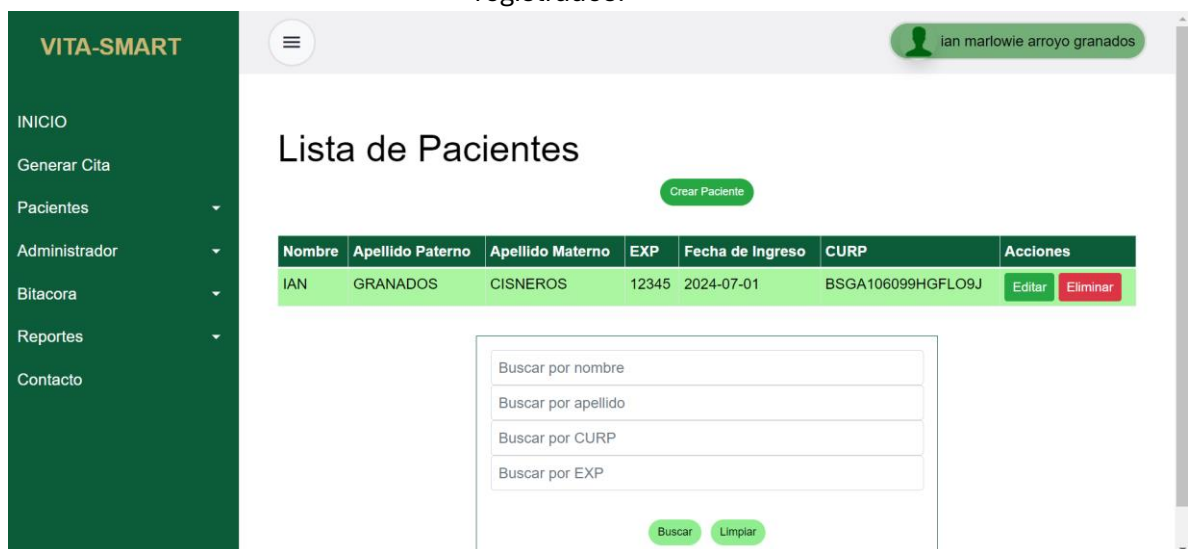 registrados.
VITA-SMART
ian marlowie arroyo granados
INICIO
Generar Cita
Pacientes
Administrador
Bitacora
Reportes
Contacto
Lista de Pacientes
Crear Paciente
Nombre Apellido Paterno Apellido Materno EXP Fecha de Ingreso CURP Acciones
IAN GRANADOS CISNEROS 12345 2024-07-01 BSGA106099HGFLO9J Editar Eliminar
Buscar por nombre
Buscar por apellido
Buscar por CURP
Buscar por EXP
Buscar Limpiar